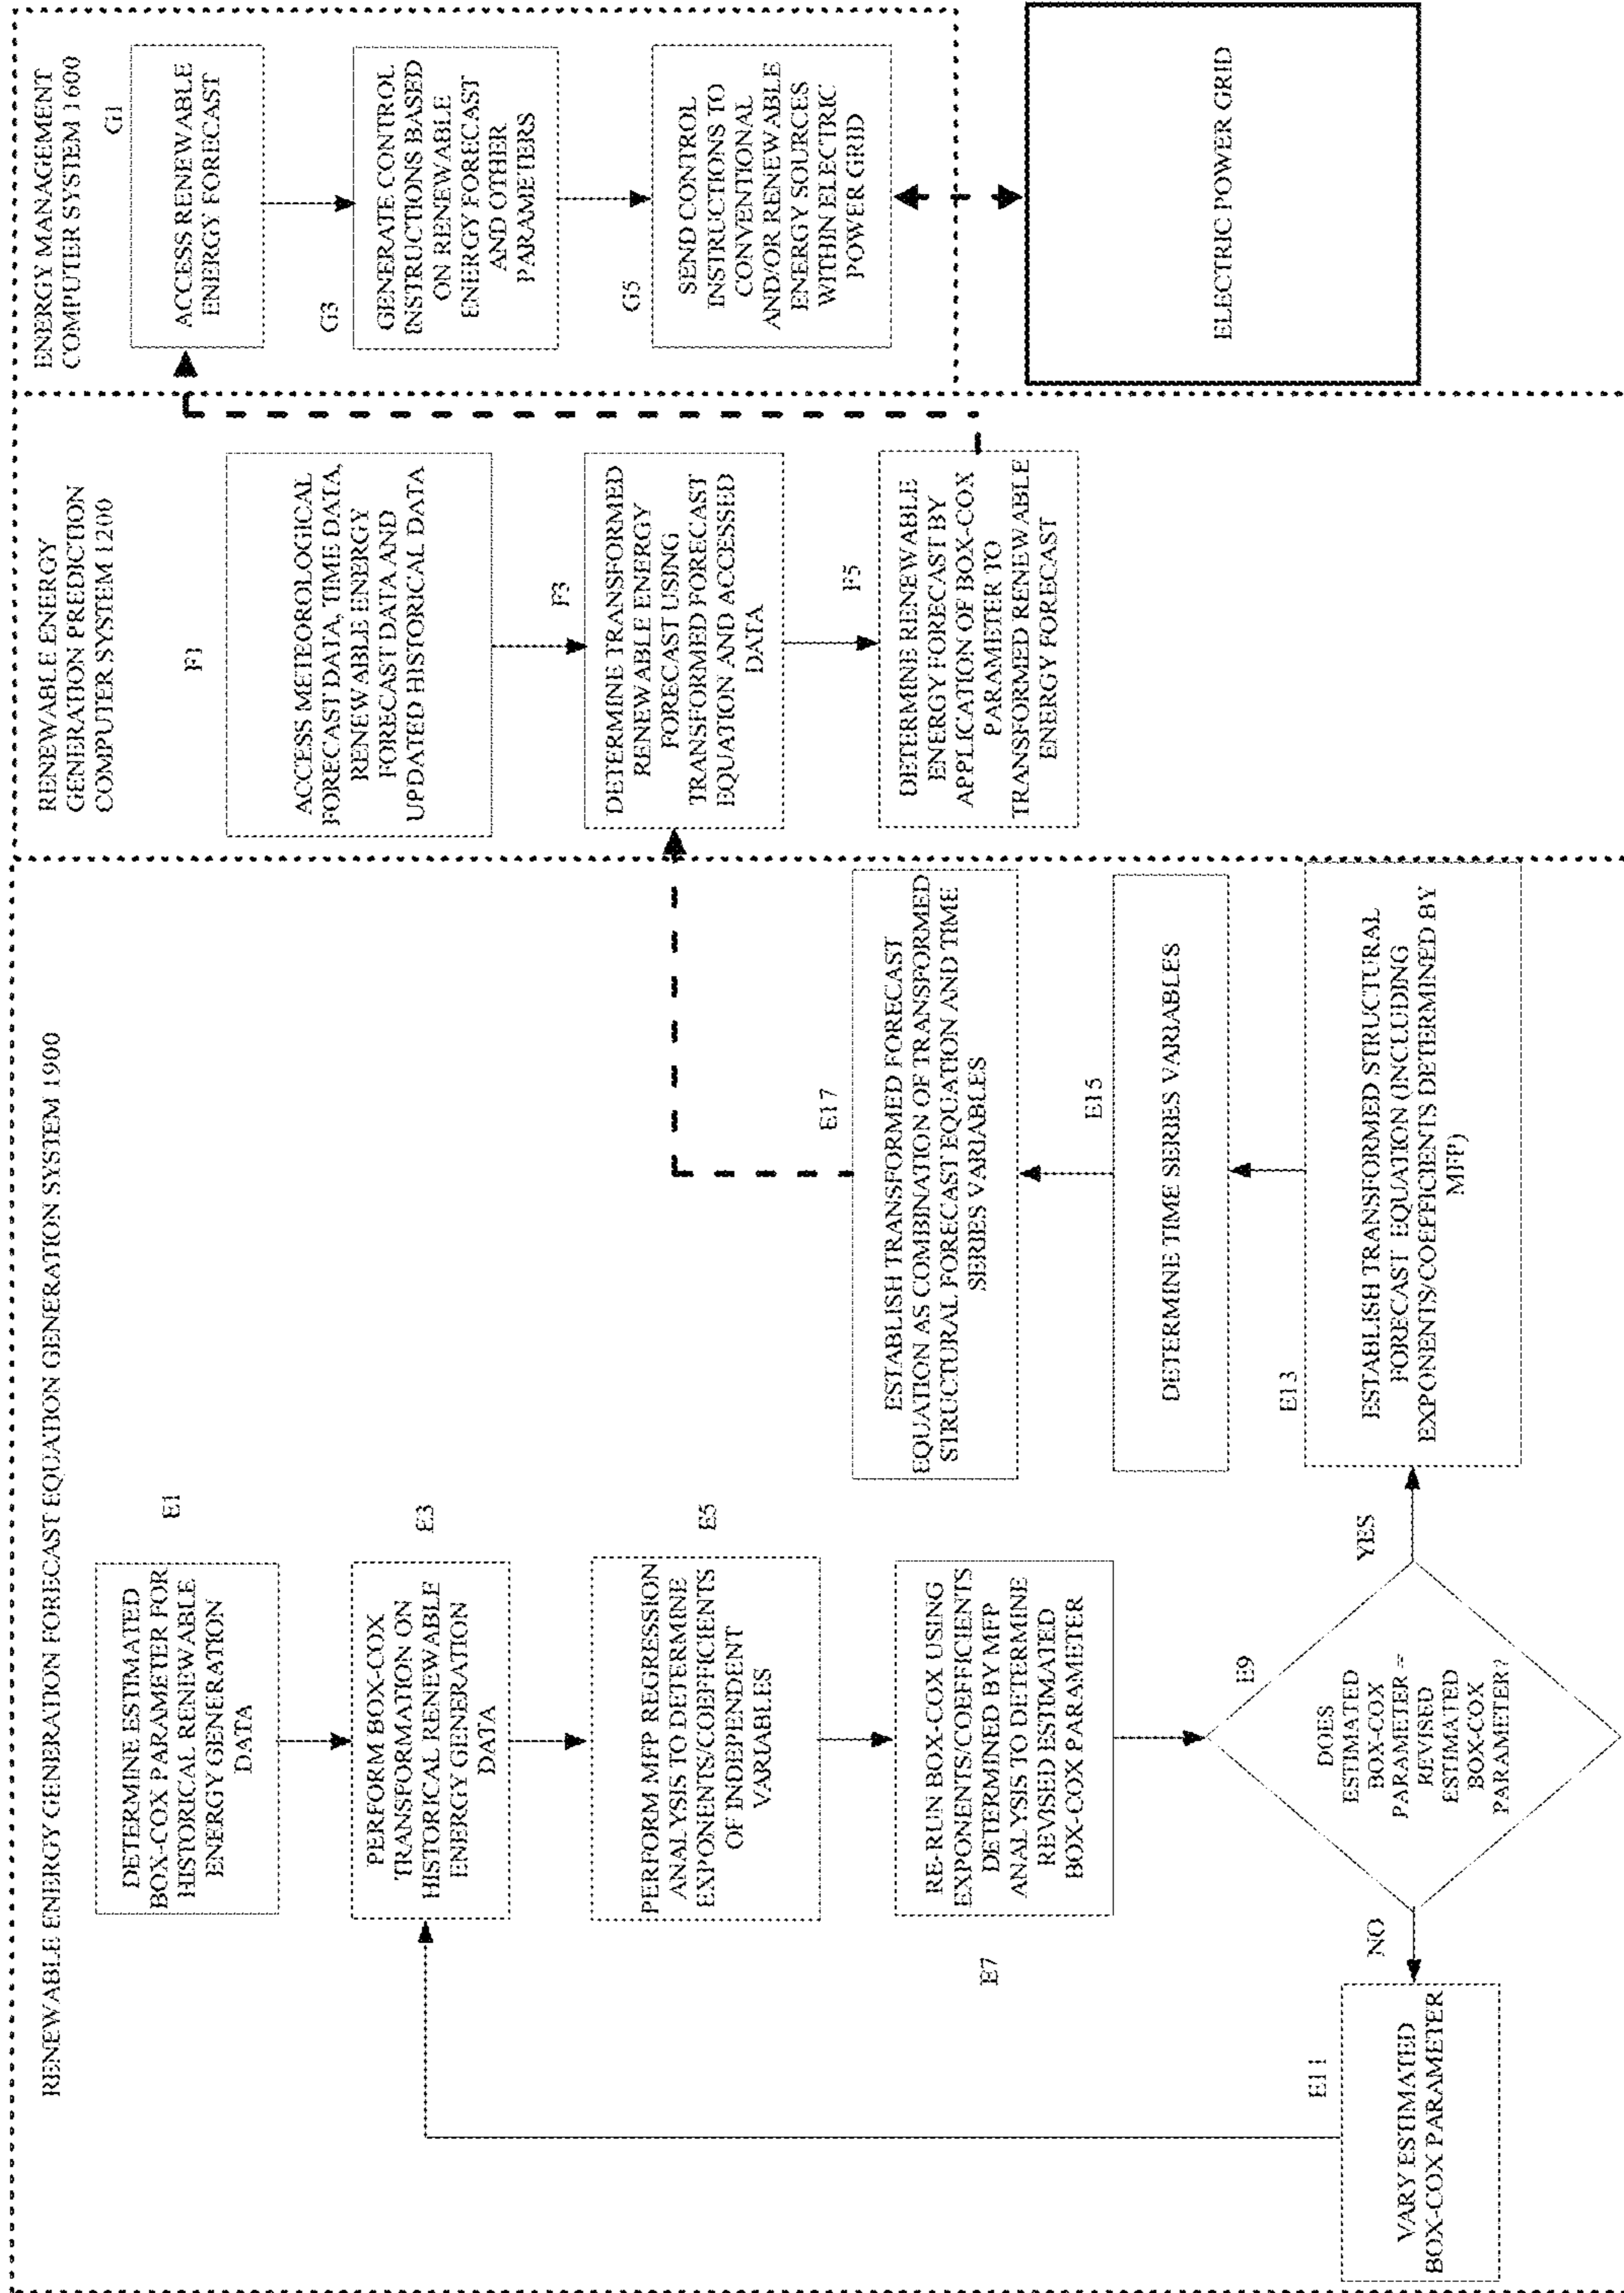 RENEWABLE ENERGY GENERATION FORECAST EQUATION GENERATION SYSTEM 1900
E1
DETERMINE ESTIMATED
BOX-COX PARAMETER FOR
HISTORICAL RENEWABLE
ENERGY GENERATION
DATA
E3
PERFORM BOX-COX
TRANSFORMATION ON
HISTORICAL RENEWABLE
ENERGY GENERATION
DATA
E5
PERFORM MFP REGRESSION
ANALYSIS TO DETERMINE
EXPONENTS/COEFFICIENTS
OF INDEPENDENT
VARIABLES
E7
RE-RUN BOX-COX USING
EXPONENTS/COEFFICIENTS
DETERMINED BY MFP
ANALYSIS TO DETERMINE
REVISED ESTIMATED
BOX-COX PARAMETER
E9
DOES
ESTIMATED
BOX-COX
PARAMETER =
REVISED
ESTIMATED
BOX-COX
PARAMETER?
NO
YES
E11
VARY ESTIMATED
BOX-COX PARAMETER
E13
ESTABLISH TRANSFORMED STRUCTURAL
FORECAST EQUATION (INCLUDING
EXPONENTS/COEFFICIENTS DETERMINED BY
MFP)
E15
DETERMINE TIME SERIES VARIABLES
E17
ESTABLISH TRANSFORMED FORECAST
EQUATION AS COMBINATION OF TRANSFORMED
STRUCTURAL FORECAST EQUATION AND TIME
SERIES VARIABLES
RENEWABLE ENERGY
GENERATION PREDICTION
COMPUTER SYSTEM 1200
F1
ACCESS METEOROLOGICAL
FORECAST DATA, TIME DATA,
RENEWABLE ENERGY
FORECAST DATA AND
UPDATED HISTORICAL DATA
F3
DETERMINE TRANSFORMED
RENEWABLE ENERGY
FORECAST USING
TRANSFORMED FORECAST
EQUATION AND ACCESSED
DATA
F5
DETERMINE RENEWABLE
ENERGY FORECAST BY
APPLICATION OF BOX-COX
PARAMETER TO
TRANSFORMED RENEWABLE
ENERGY FORECAST
ENERGY MANAGEMENT
COMPUTER SYSTEM 1600
G1
ACCESS RENEWABLE
ENERGY FORECAST
G3
GENERATE CONTROL
INSTRUCTIONS BASED
ON RENEWABLE
ENERGY FORECAST
AND OTHER
PARAMETERS
G5
SEND CONTROL
INSTRUCTIONS TO
CONVENTIONAL
AND/OR RENEWABLE
ENERGY SOURCES
WITHIN ELECTRIC
POWER GRID
ELECTRIC POWER GRID